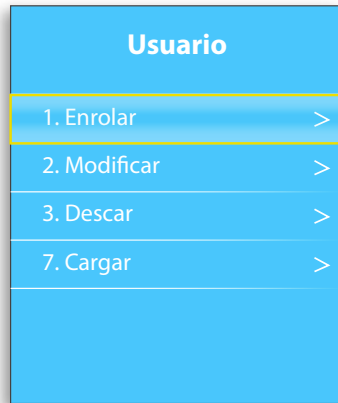 Usuario
1. Enrolar >
2. Modificar >
3. Descar >
7. Cargar >